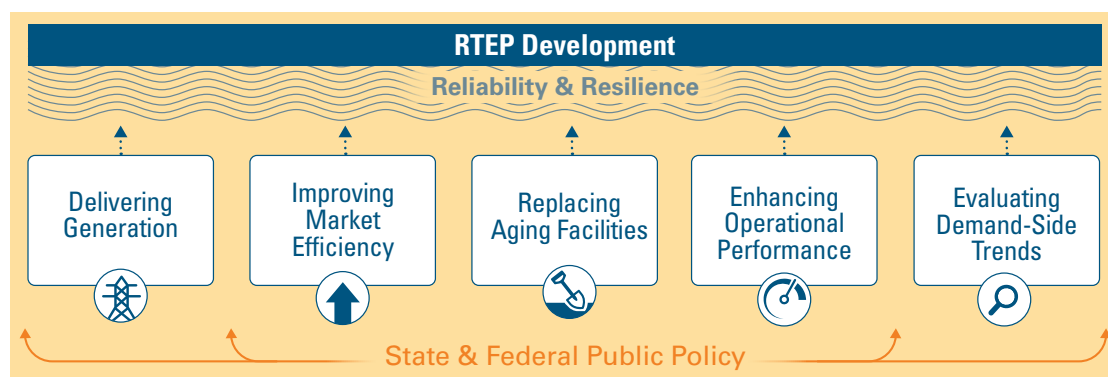 RTEP Development
Reliability & Resilience
Delivering
Generation
Improving
Market
Efficiency
Replacing
Aging Facilities
Enhancing
Operational
Performance
Evaluating
Demand-Side
Trends
State & Federal Public Policy